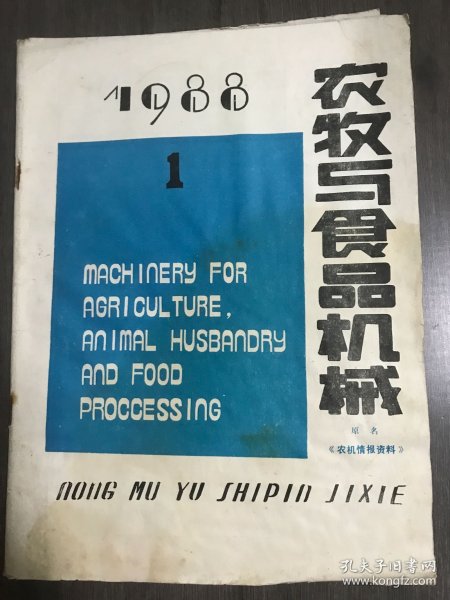 1988
1
农牧与食品机械
MACHINERY FOR
AGRICULTURE,
ANIMAL HUSBANDRY
AND FOOD
PROCCESSING
原名
《农机情报资料》
NONG MU YU SHIPIN JIXIE
孔夫子旧书网
www.kongfz.com